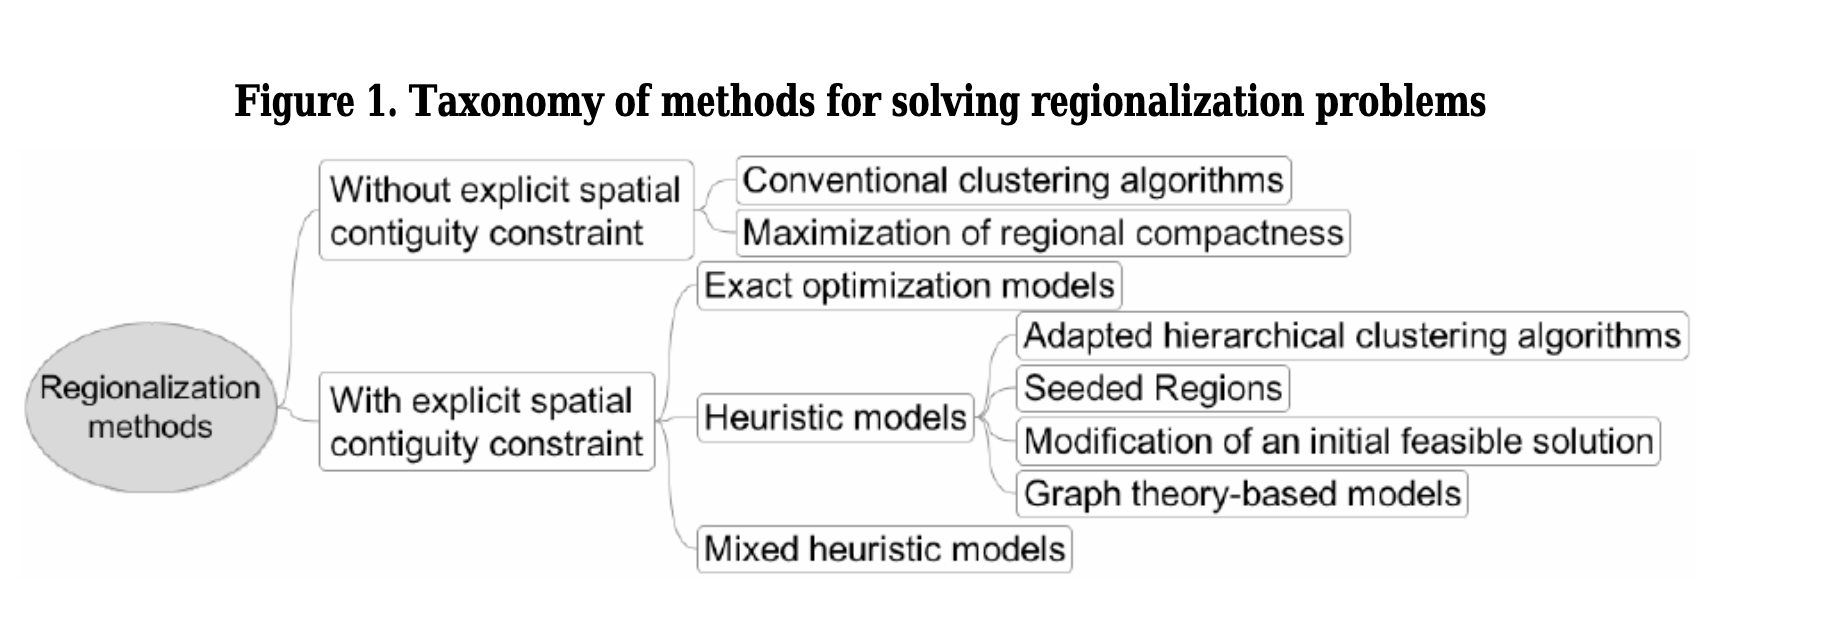 Figure 1. Taxonomy of methods for solving regionalization problems
Without explicit spatial
contiguity constraint
Conventional clustering algorithms
Maximization of regional compactness
Regionalization
methods
With explicit spatial
contiguity constraint
Exact optimization models
Heuristic models
Adapted hierarchical clustering algorithms
Seeded Regions
Modification of an initial feasible solution
Graph theory-based models
Mixed heuristic models